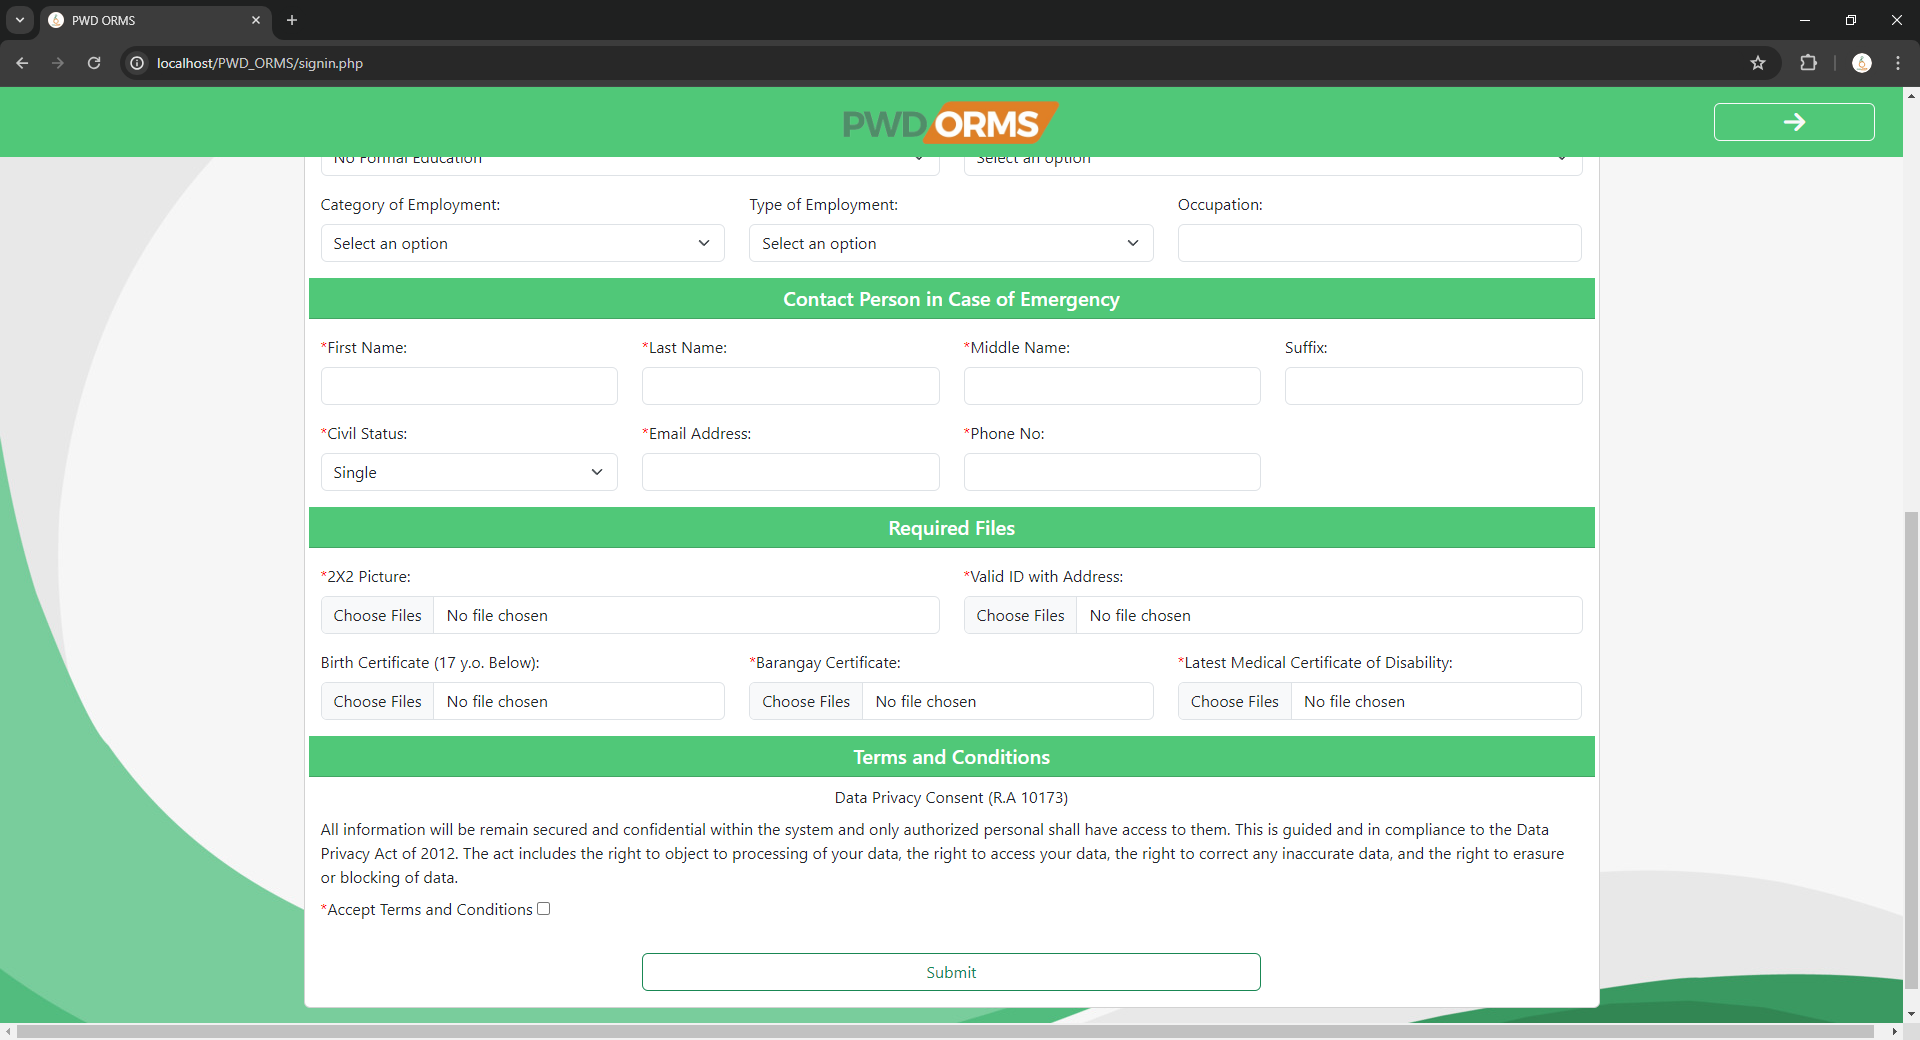 PWD ORMS
localhost/PWD_ORMS/signin.php
PWD ORMS
No Formal Education Select an option
Category of Employment: Type of Employment: Occupation:
Select an option Select an option
Contact Person in Case of Emergency
*First Name: *Last Name: *Middle Name: Suffix:
*Civil Status: *Email Address: *Phone No:
Single
Required Files
*2X2 Picture: *Valid ID with Address:
Choose Files No file chosen Choose Files No file chosen
Birth Certificate (17 y.o. Below): *Barangay Certificate: *Latest Medical Certificate of Disability:
Choose Files No file chosen Choose Files No file chosen Choose Files No file chosen
Terms and Conditions
Data Privacy Consent (R.A 10173)
All information will be remain secured and confidential within the system and only authorized personal shall have access to them. This is guided and in compliance to the Data
Privacy Act of 2012. The act includes the right to object to processing of your data, the right to access your data, the right to correct any inaccurate data, and the right to erasure
or blocking of data.
*Accept Terms and Conditions
Submit